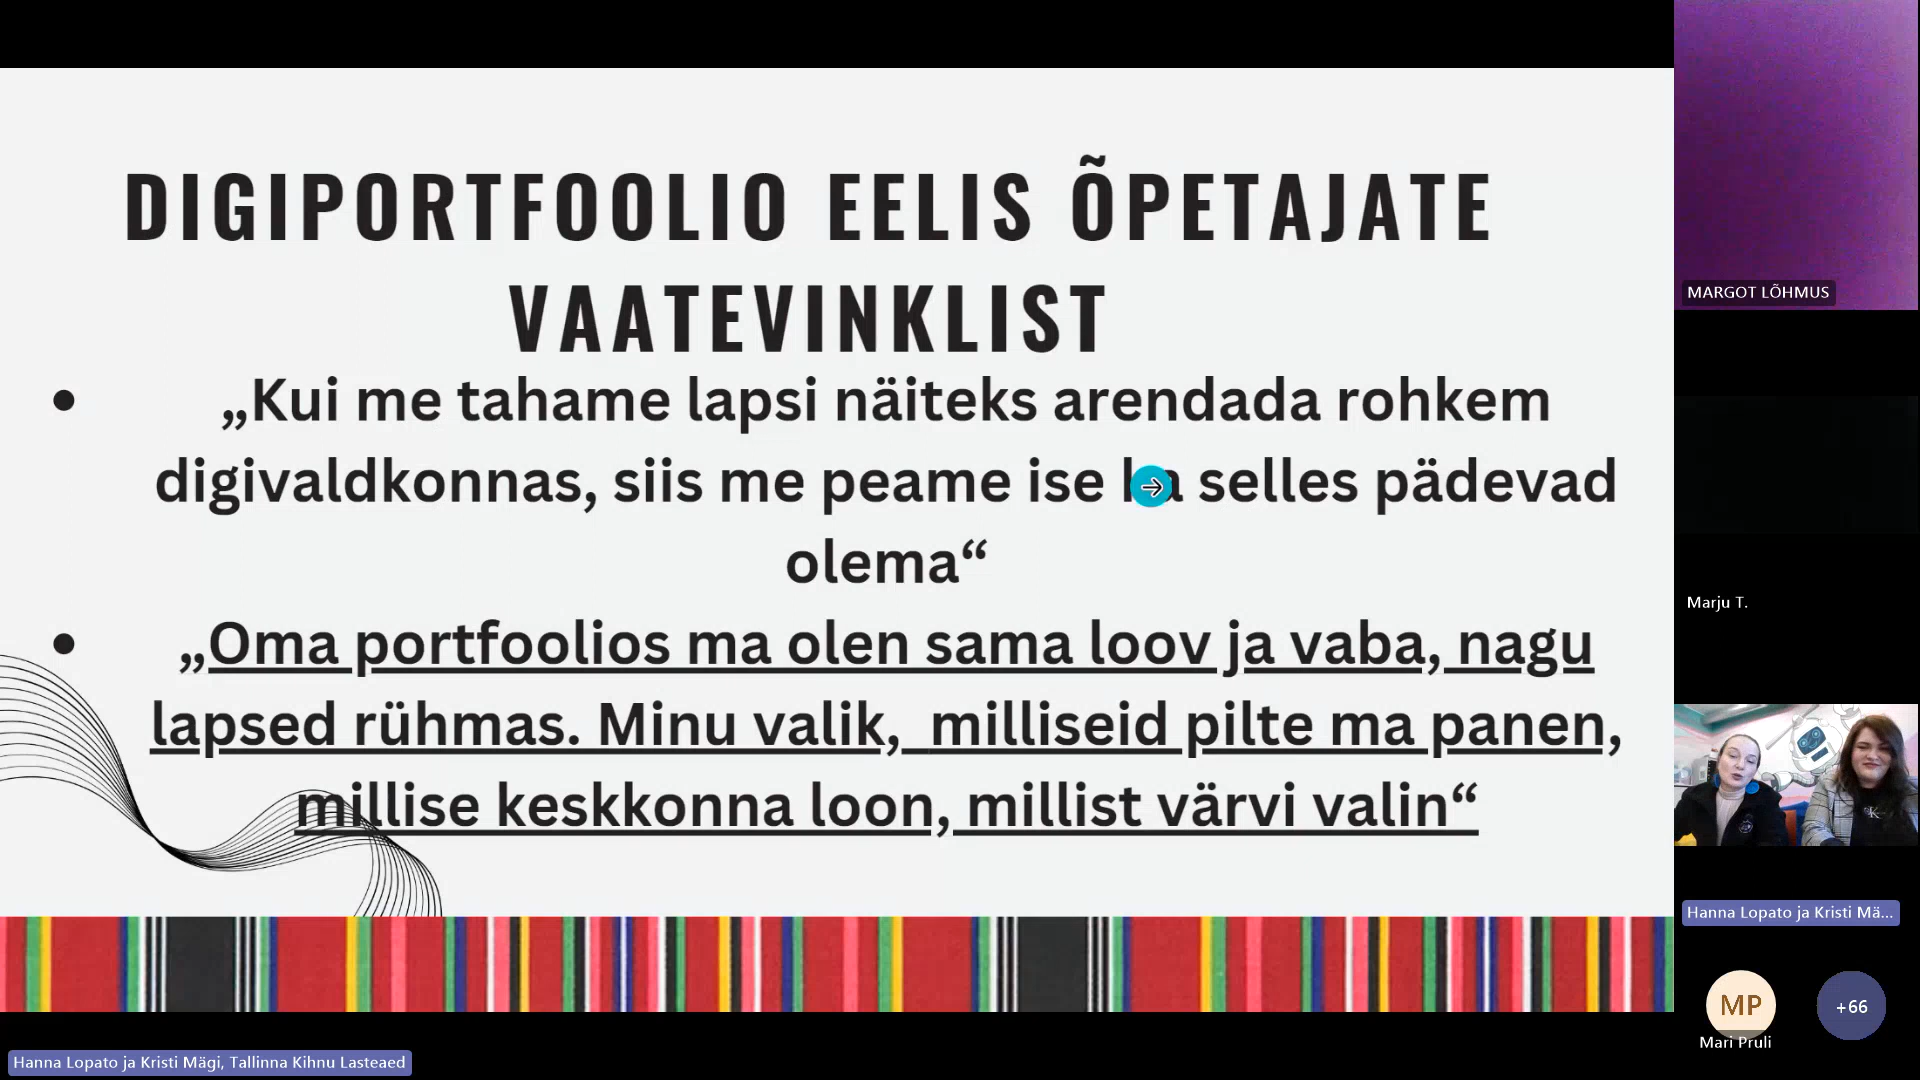 DIGIPORTFOOLIO EELIS ÕPETAJATE
VAATEVINKLIST
• „Kui me tahame lapsi näiteks arendada rohkem
digivaldkonnas, siis me peame ise ka selles pädevad
olema“
• „Oma portfoolios ma olen sama loov ja vaba, nagu
lapsed rühmas. Minu valik, milliseid pilte ma panen,
millise keskkonna loon, millist värvi valin“
MARGOT LÕHMUS
Marju T.
Hanna Lopato ja Kristi Mä...
MP
+66
Mari Pruli
Hanna Lopato ja Kristi Mägi, Tallinna Kihnu Lasteaed